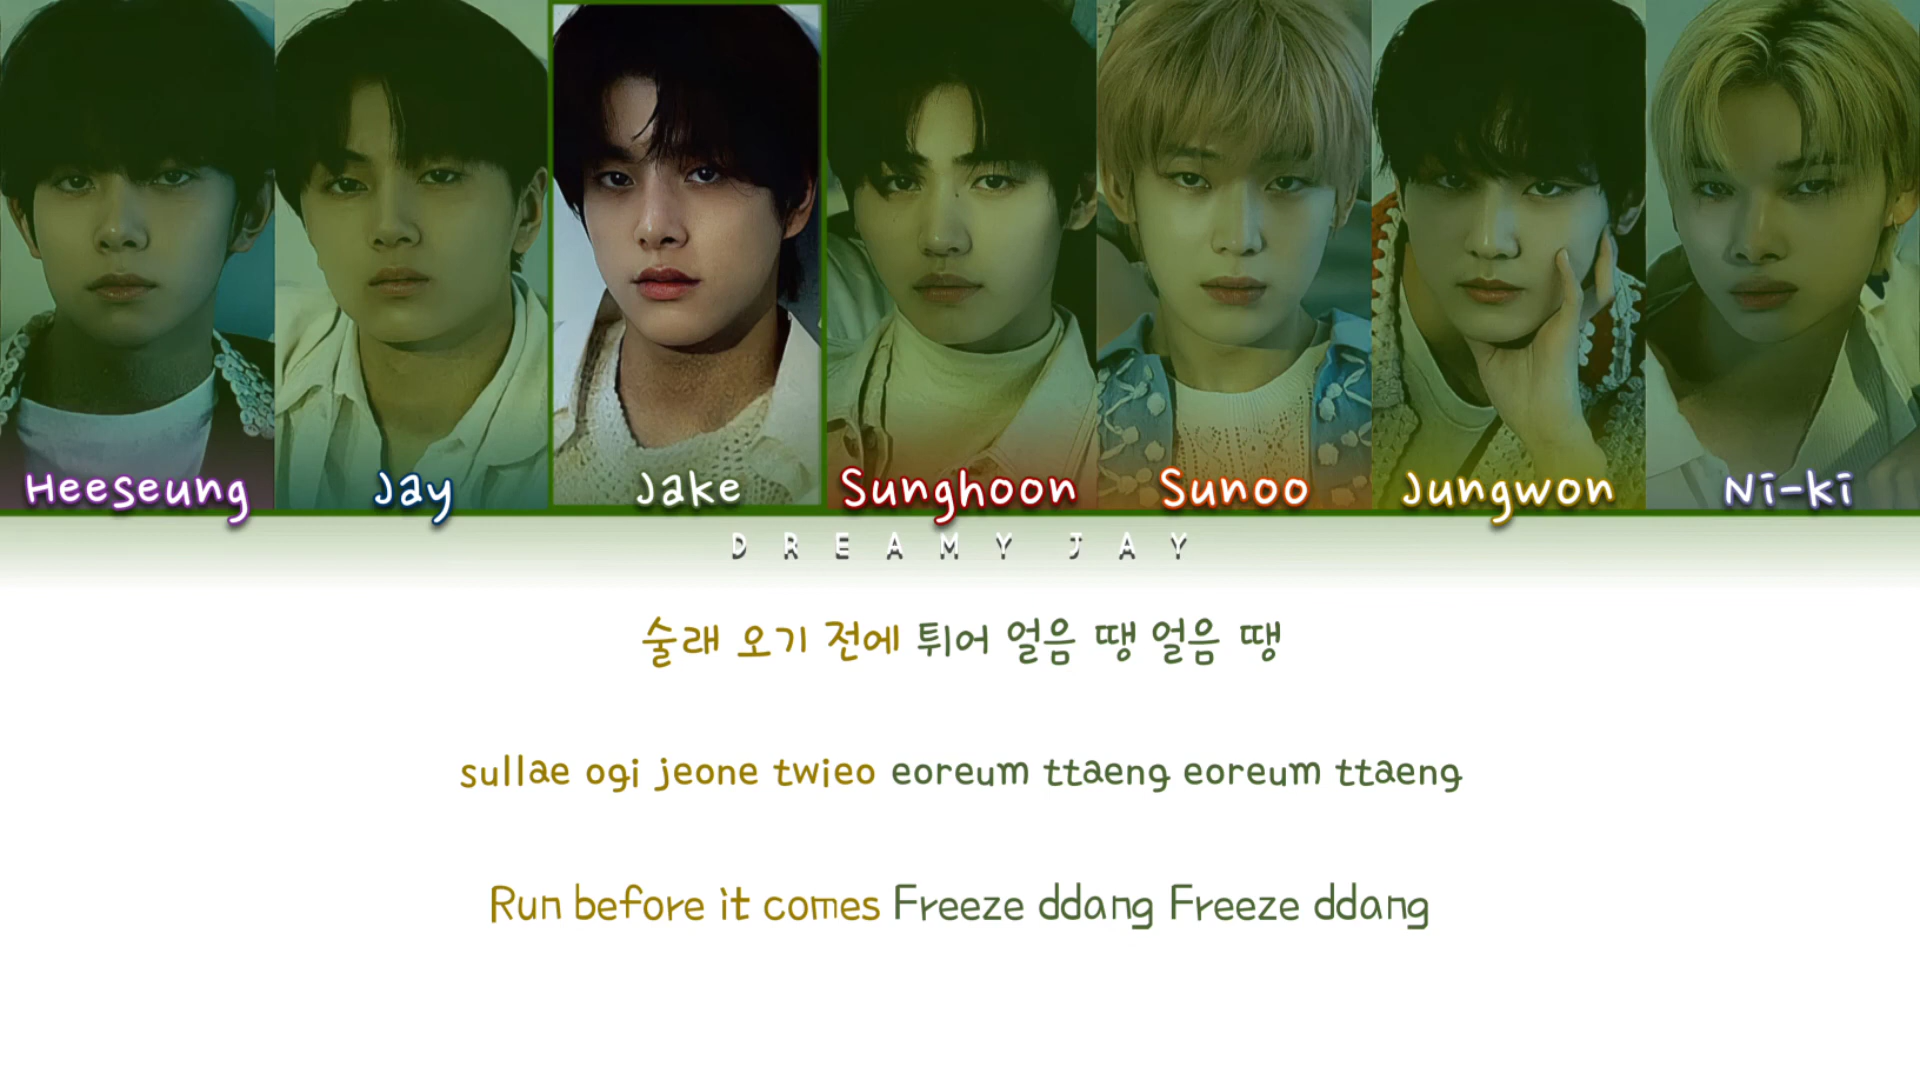 Heeseung Jay Jake Sunghoon Sunoo Jungwon Ni-ki
DREAMY JAY
술래 오기 전에 튀어 얼음 땡 얼음 땡
sullae ogi jeone twieo eoreum ttaeng eoreum ttaeng
Run before it comes Freeze ddang Freeze ddang